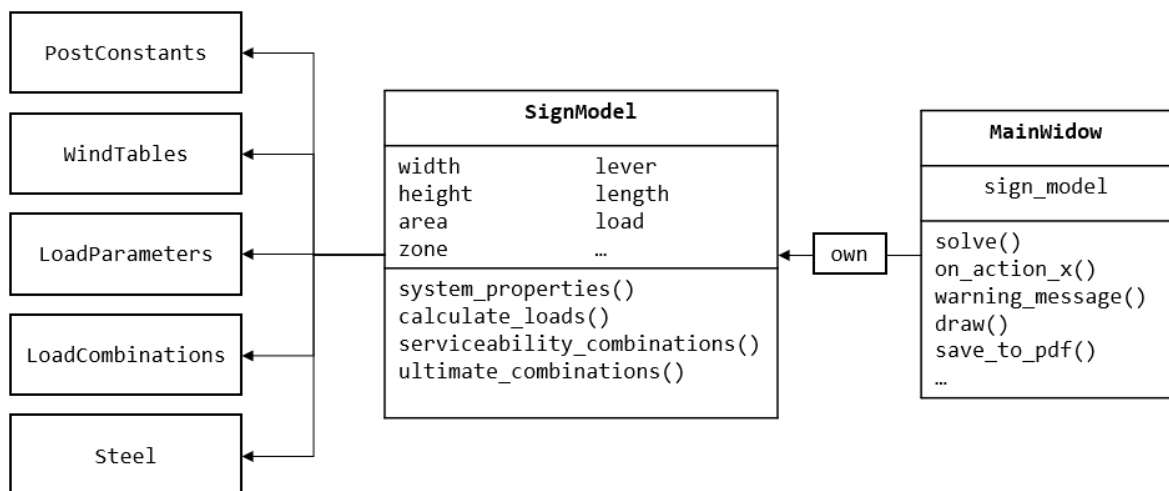 PostConstants
WindTables
LoadParameters
LoadCombinations
Steel
SignModel
width lever
height length
area load
zone …
system_properties()
calculate_loads()
serviceability_combinations()
ultimate_combinations()
own
MainWidow
sign_model
solve()
on_action_x()
warning_message()
draw()
save_to_pdf()
…